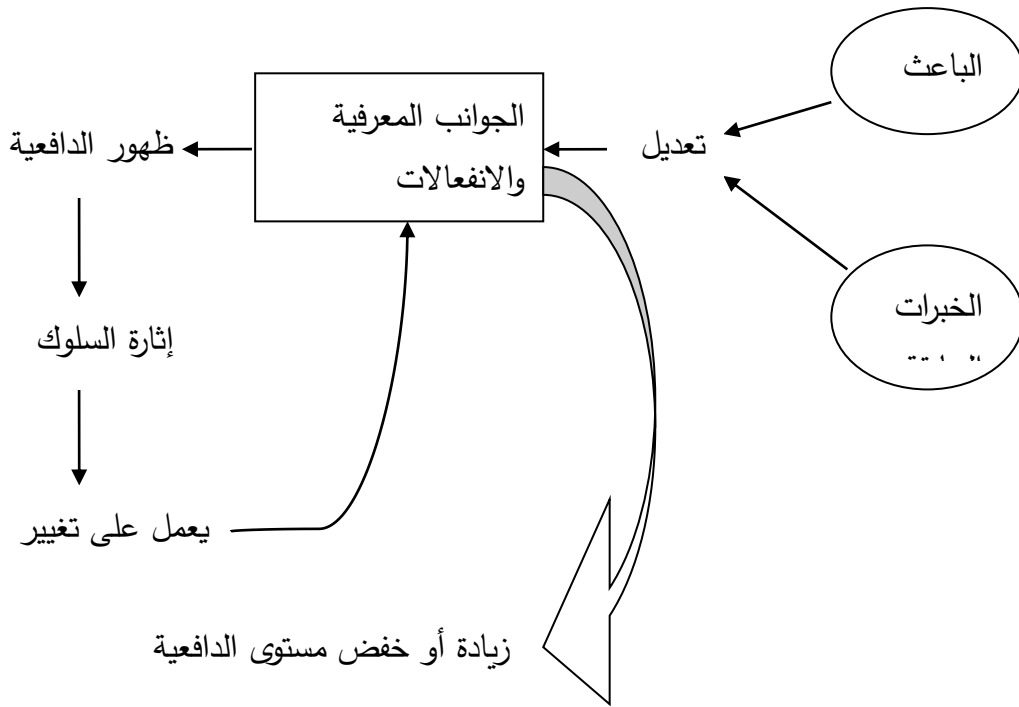 الباعث
الجوانب المعرفية
والانفعالات
تعديل
ظهور الدافعية
الخبرات
إثارة السلوك
يعمل على تغيير
زيادة أو خفض مستوى الدافعية